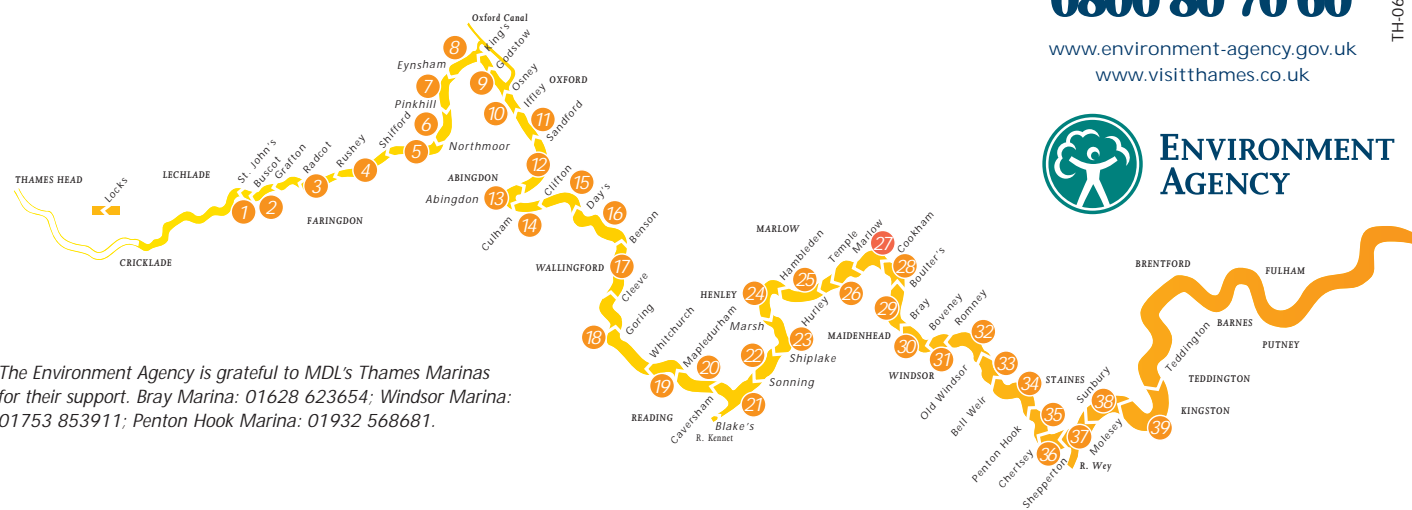 0800 80 70 60
TH-06
www.environment-agency.gov.uk
www.visitthames.co.uk
ENVIRONMENT
AGENCY
THAMES HEAD
Locks
CRICKLADE
LECHLADE
St. John's
Buscot
Grafton
Radcot
Rushey
Shifford
FARINGDON
1
2
3
4
5
6
7
8
Northmoor
Pinkhill
Eynsham
Oxford Canal
King's
Godstow
Osney
Iffley
OXFORD
Sandford
9
10
11
12
ABINGDON
Abingdon
13
Culham
14
Clifton
15
Day's
16
Benson
WALLINGFORD
17
Cleeve
18
Goring
Whitchurch
19
Mapledurham
20
READING
Caversham
Blake's
R. Kennet
21
Sonning
22
Shiplake
23
Marsh
HENLEY
24
Hambleden
25
Hurley
MARLOW
Temple
26
Marlow
27
Cookham
28
Boulter's
MAIDENHEAD
29
Bray
30
Boveney
31
WINDSOR
Romney
32
Old Windsor
33
Bell Weir
34
STAINES
Penton Hook
35
Chertsey
36
Shepperton
37
R. Wey
Sunbury
38
Molesey
39
Teddington
TEDDINGTON
KINGSTON
BRENTFORD
FULHAM
BARNES
PUTNEY
The Environment Agency is grateful to MDL's Thames Marinas
for their support. Bray Marina: 01628 623654; Windsor Marina:
01753 853911; Penton Hook Marina: 01932 568681.